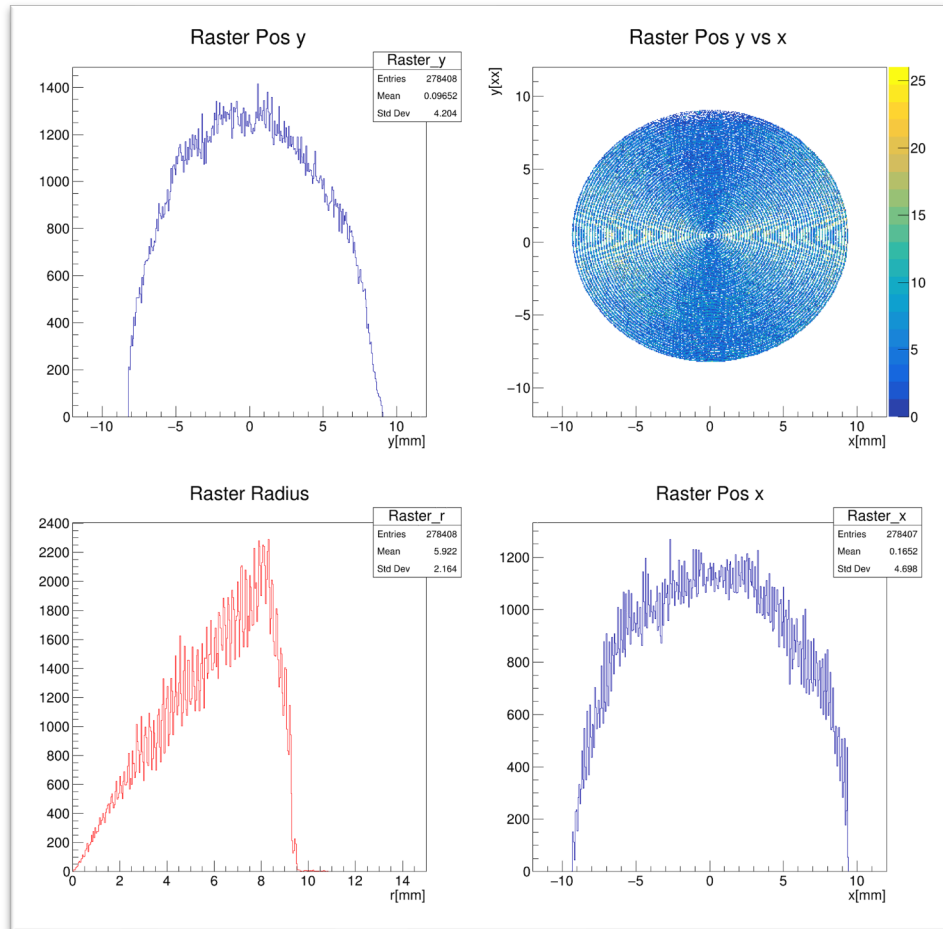 Raster Pos y
Raster_y
Entries 278408
Mean 0.09652
Std Dev 4.204
1400
1200
1000
800
600
400
200
0
−10 −5 0 5 10
y[mm]
Raster Pos y vs x
y[xx]
10
5
0
−5
−10
−10 −5 0 5 10
x[mm]
25
20
15
10
5
0
Raster Radius
Raster_r
Entries 278408
Mean 5.922
Std Dev 2.164
2400
2200
2000
1800
1600
1400
1200
1000
800
600
400
200
0
0 2 4 6 8 10 12 14
r[mm]
Raster Pos x
Raster_x
Entries 278407
Mean 0.1652
Std Dev 4.698
1200
1000
800
600
400
200
0
−10 −5 0 5 10
x[mm]